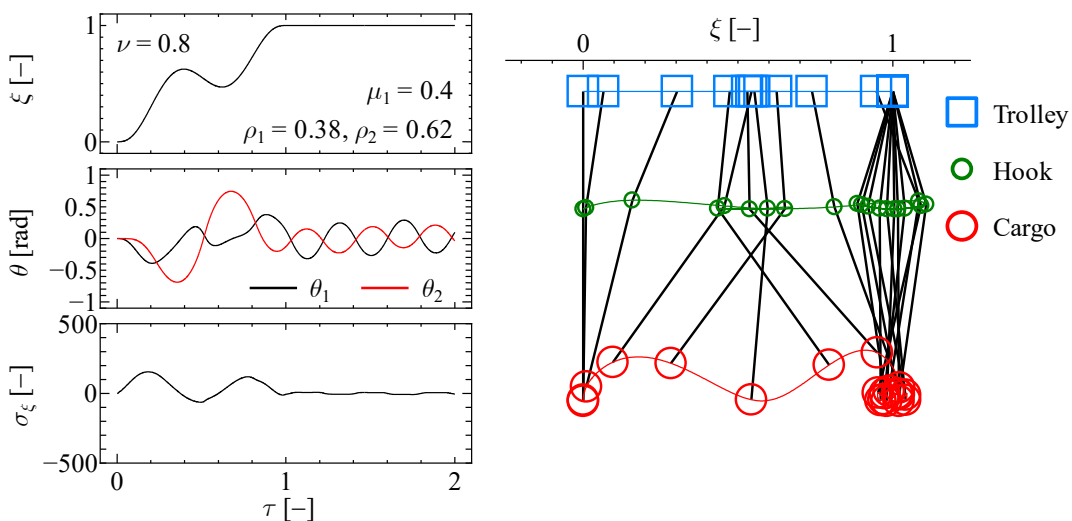 1
ν = 0.8
ξ [−]
μ₁ = 0.4
ρ₁ = 0.38, ρ₂ = 0.62
0
1
0.5
θ [rad]
0
−0.5
θ₁
θ₂
−1
500
σξ
0
−500
0
1
2
τ [−]
ξ [−]
0
1
Trolley
Hook
Cargo